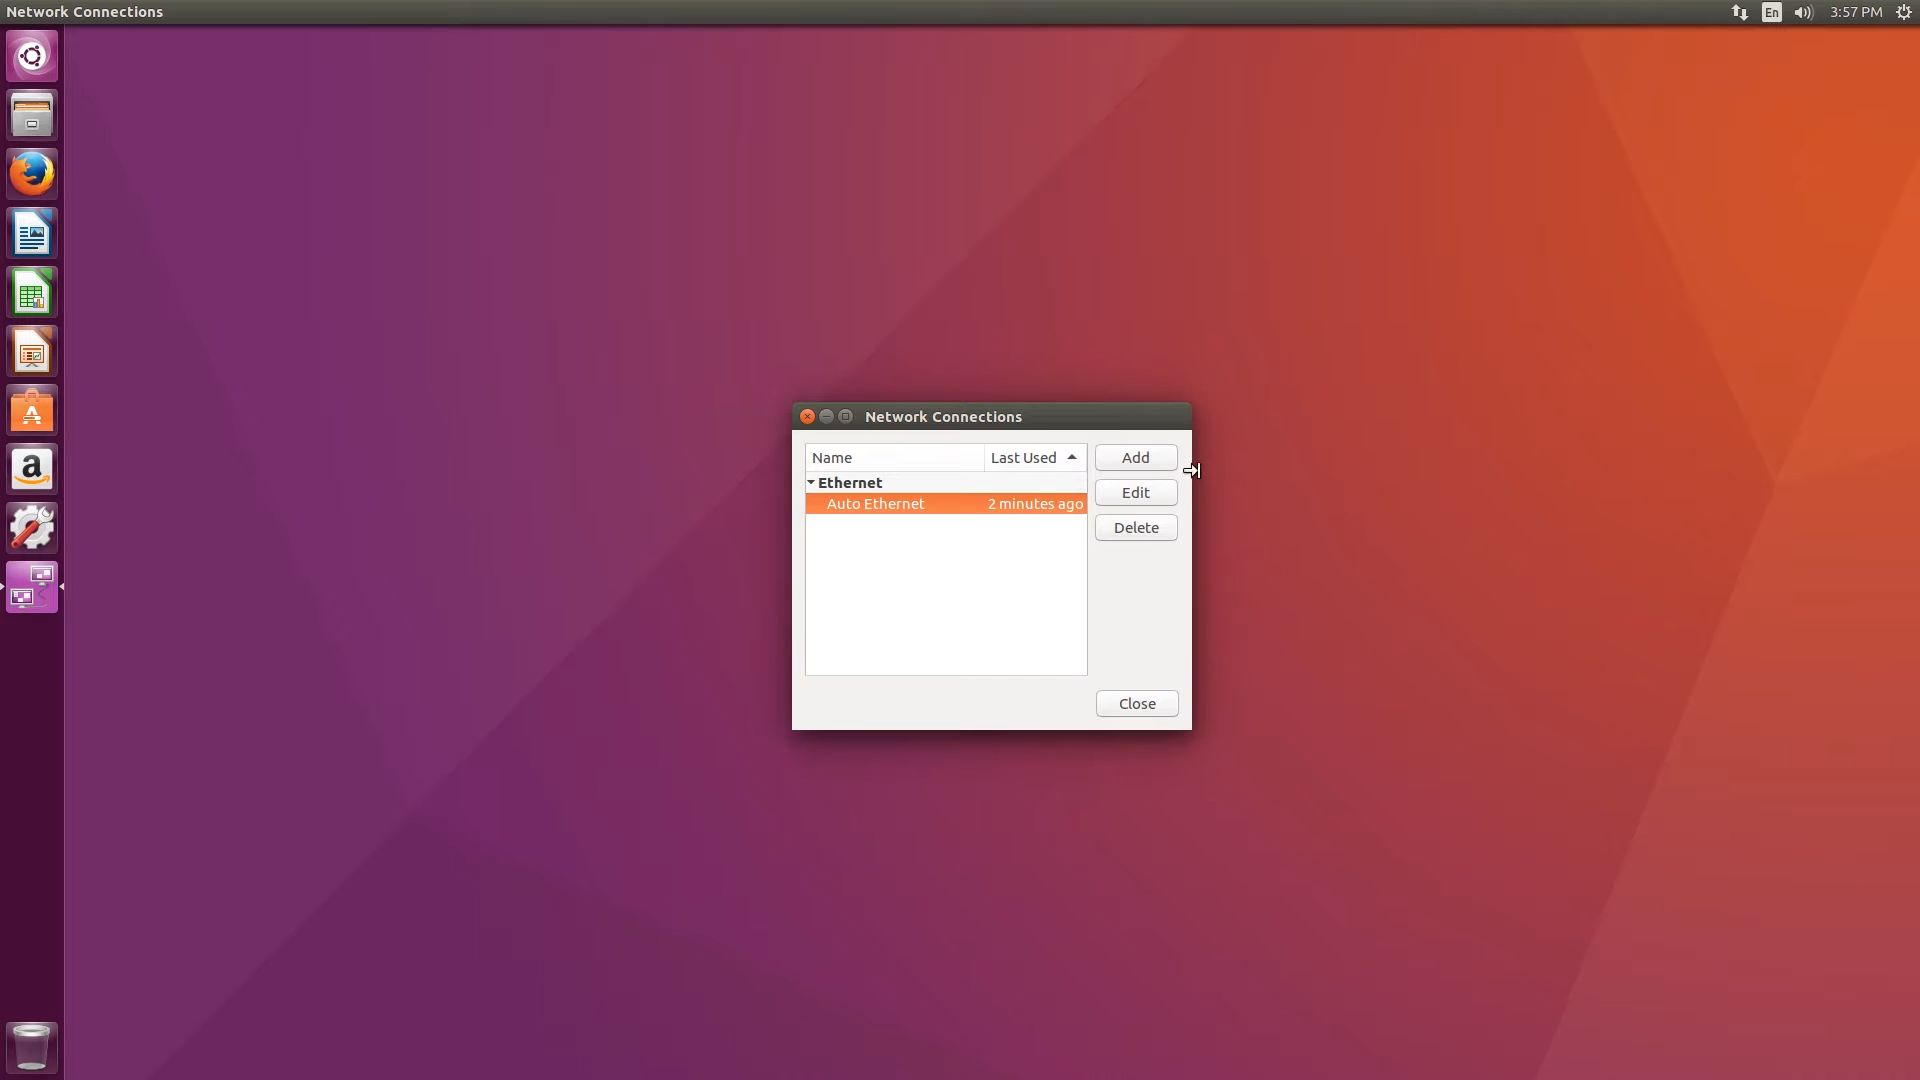 Network Connections
En
3:57 PM
Network Connections
Name Last Used
Add
Ethernet
Edit
Auto Ethernet 2 minutes ago
Delete
Close
a